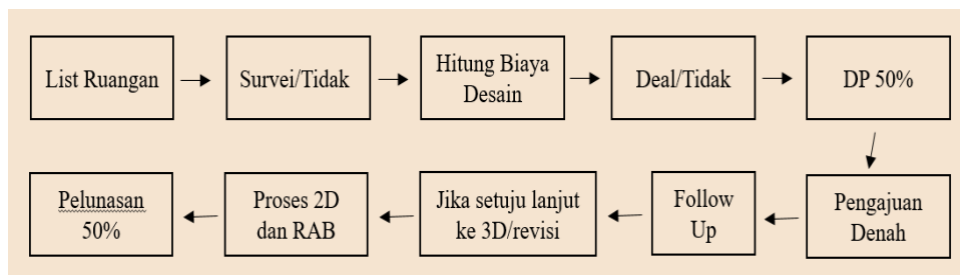 List Ruangan
Survei/Tidak
Hitung Biaya
Desain
Deal/Tidak
DP 50%
Pengajuan
Denah
Follow
Up
Jika setuju lanjut
ke 3D/revisi
Proses 2D
dan RAB
Pelunasan
50%